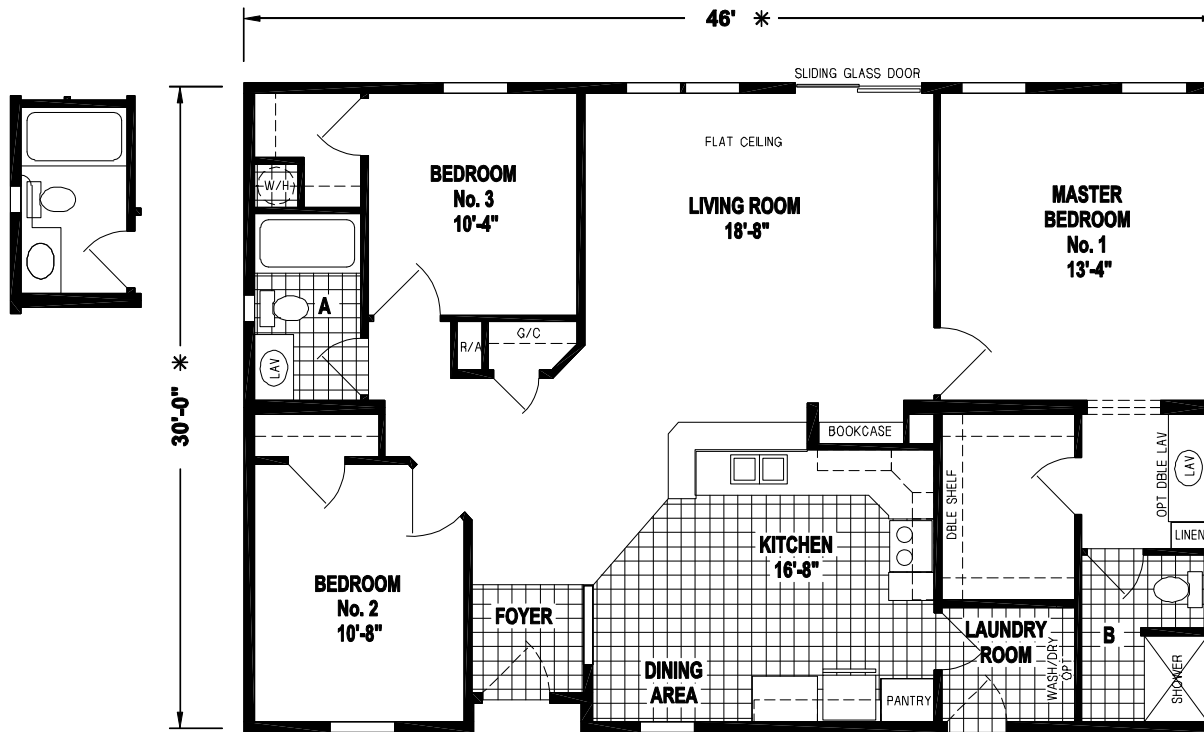 46' *
SLIDING GLASS DOOR
FLAT CEILING
W/H
BEDROOM
No. 3
10'-4"
LIVING ROOM
18'-8"
MASTER
BEDROOM
No. 1
13'-4"
A
LAV
R/A
G/C
30'-0" *
BOOKCASE
DBLE SHELF
OPT DBLE LAV
LAV
LINEN
KITCHEN
16'-8"
BEDROOM
No. 2
10'-8"
FOYER
DINING
AREA
PANTRY
LAUNDRY
ROOM
WASH/DRY
OPT
B
SHOWER